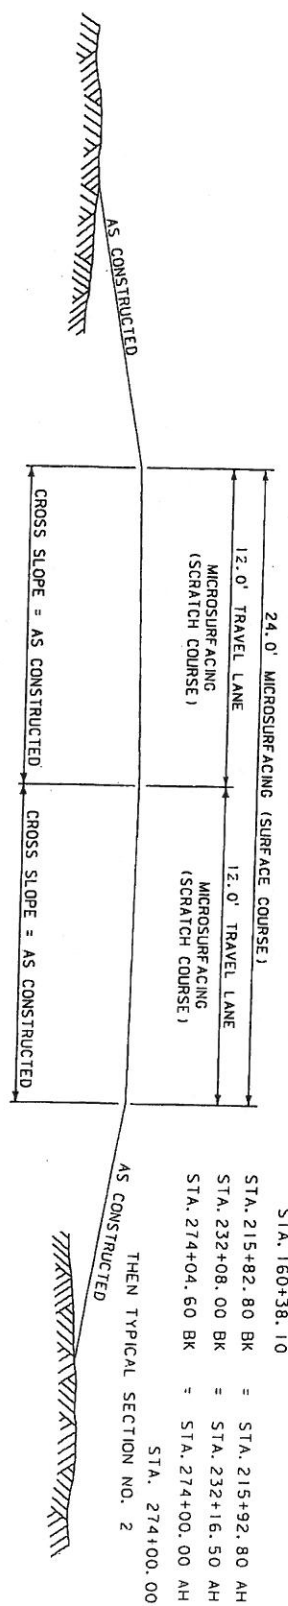 STA. 160+38.10
STA. 215+82.80 BK = STA. 215+92.80 AH
STA. 232+08.00 BK = STA. 232+16.50 AH
STA. 274+04.60 BK = STA. 274+00.00 AH
STA. 274+00.00
THEN TYPICAL SECTION NO. 2
24.0' MICROSURFACING (SURFACE COURSE)
12.0' TRAVEL LANE
12.0' TRAVEL LANE
MICROSURFACING
(SCRATCH COURSE)
MICROSURFACING
(SCRATCH COURSE)
AS CONSTRUCTED
AS CONSTRUCTED
CROSS SLOPE = AS CONSTRUCTED
CROSS SLOPE = AS CONSTRUCTED